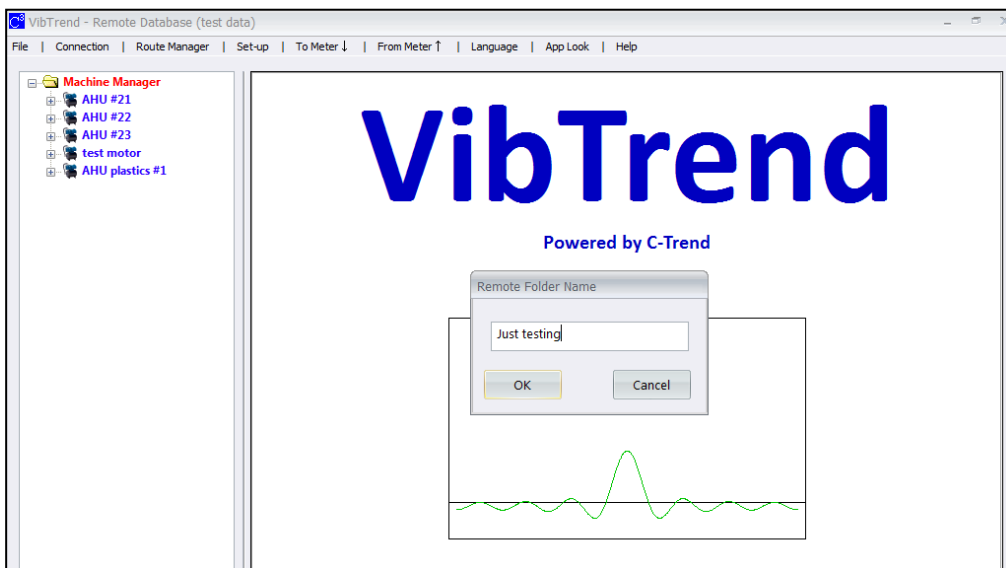 C³ VibTrend - Remote Database (test data)
File | Connection | Route Manager | Set-up | To Meter ↓ | From Meter ↑ | Language | App Look | Help
Machine Manager
AHU #21
AHU #22
AHU #23
test motor
AHU plastics #1
VibTrend
Powered by C-Trend
Remote Folder Name
Just testing
OK Cancel